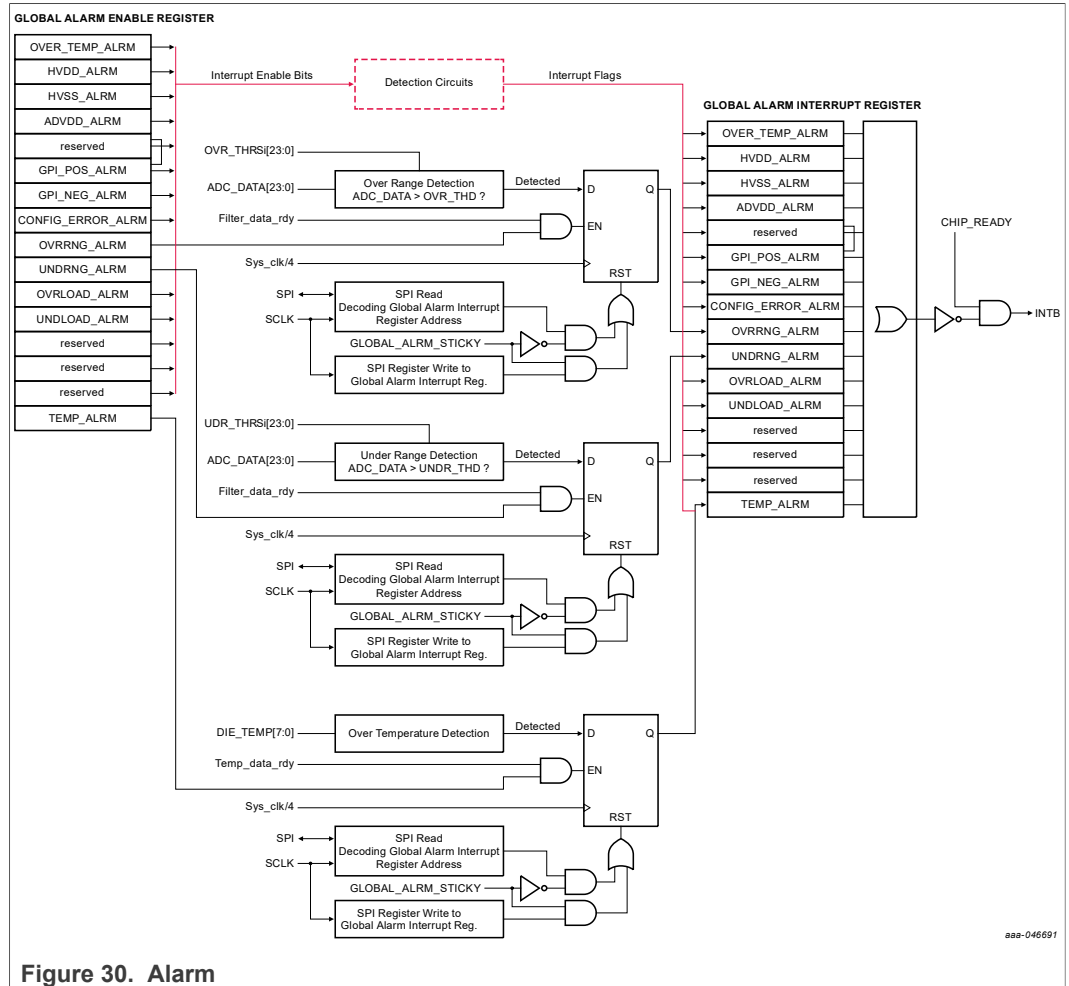 GLOBAL ALARM ENABLE REGISTER
OVER_TEMP_ALRM
HVDD_ALRM
HVSS_ALRM
ADVDD_ALRM
reserved
GPI_POS_ALRM
GPI_NEG_ALRM
CONFIG_ERROR_ALRM
OVRRNG_ALRM
UNDRNG_ALRM
OVRLOAD_ALRM
UNDLOAD_ALRM
reserved
reserved
reserved
TEMP_ALRM
Interrupt Enable Bits
Detection Circuits
Interrupt Flags
OVR_THRSi[23:0]
ADC_DATA[23:0]
Over Range Detection
ADC_DATA > OVR_THD ?
Detected
Filter_data_rdy
Sys_clk/4
D
Q
EN
RST
SPI
SCLK
SPI Read
Decoding Global Alarm Interrupt
Register Address
GLOBAL_ALRM_STICKY
SPI Register Write to
Global Alarm Interrupt Reg.
UDR_THRSi[23:0]
ADC_DATA[23:0]
Under Range Detection
ADC_DATA > UNDR_THD ?
Detected
Filter_data_rdy
Sys_clk/4
D
Q
EN
RST
SPI
SCLK
SPI Read
Decoding Global Alarm Interrupt
Register Address
GLOBAL_ALRM_STICKY
SPI Register Write to
Global Alarm Interrupt Reg.
DIE_TEMP[7:0]
Over Temperature Detection
Detected
Temp_data_rdy
Sys_clk/4
D
Q
EN
RST
SPI
SCLK
SPI Read
Decoding Global Alarm Interrupt
Register Address
GLOBAL_ALRM_STICKY
SPI Register Write to
Global Alarm Interrupt Reg.
GLOBAL ALARM INTERRUPT REGISTER
OVER_TEMP_ALRM
HVDD_ALRM
HVSS_ALRM
ADVDD_ALRM
reserved
GPI_POS_ALRM
GPI_NEG_ALRM
CONFIG_ERROR_ALRM
OVRRNG_ALRM
UNDRNG_ALRM
OVRLOAD_ALRM
UNDLOAD_ALRM
reserved
reserved
reserved
TEMP_ALRM
CHIP_READY
INTB
aaa-046691
Figure 30. Alarm